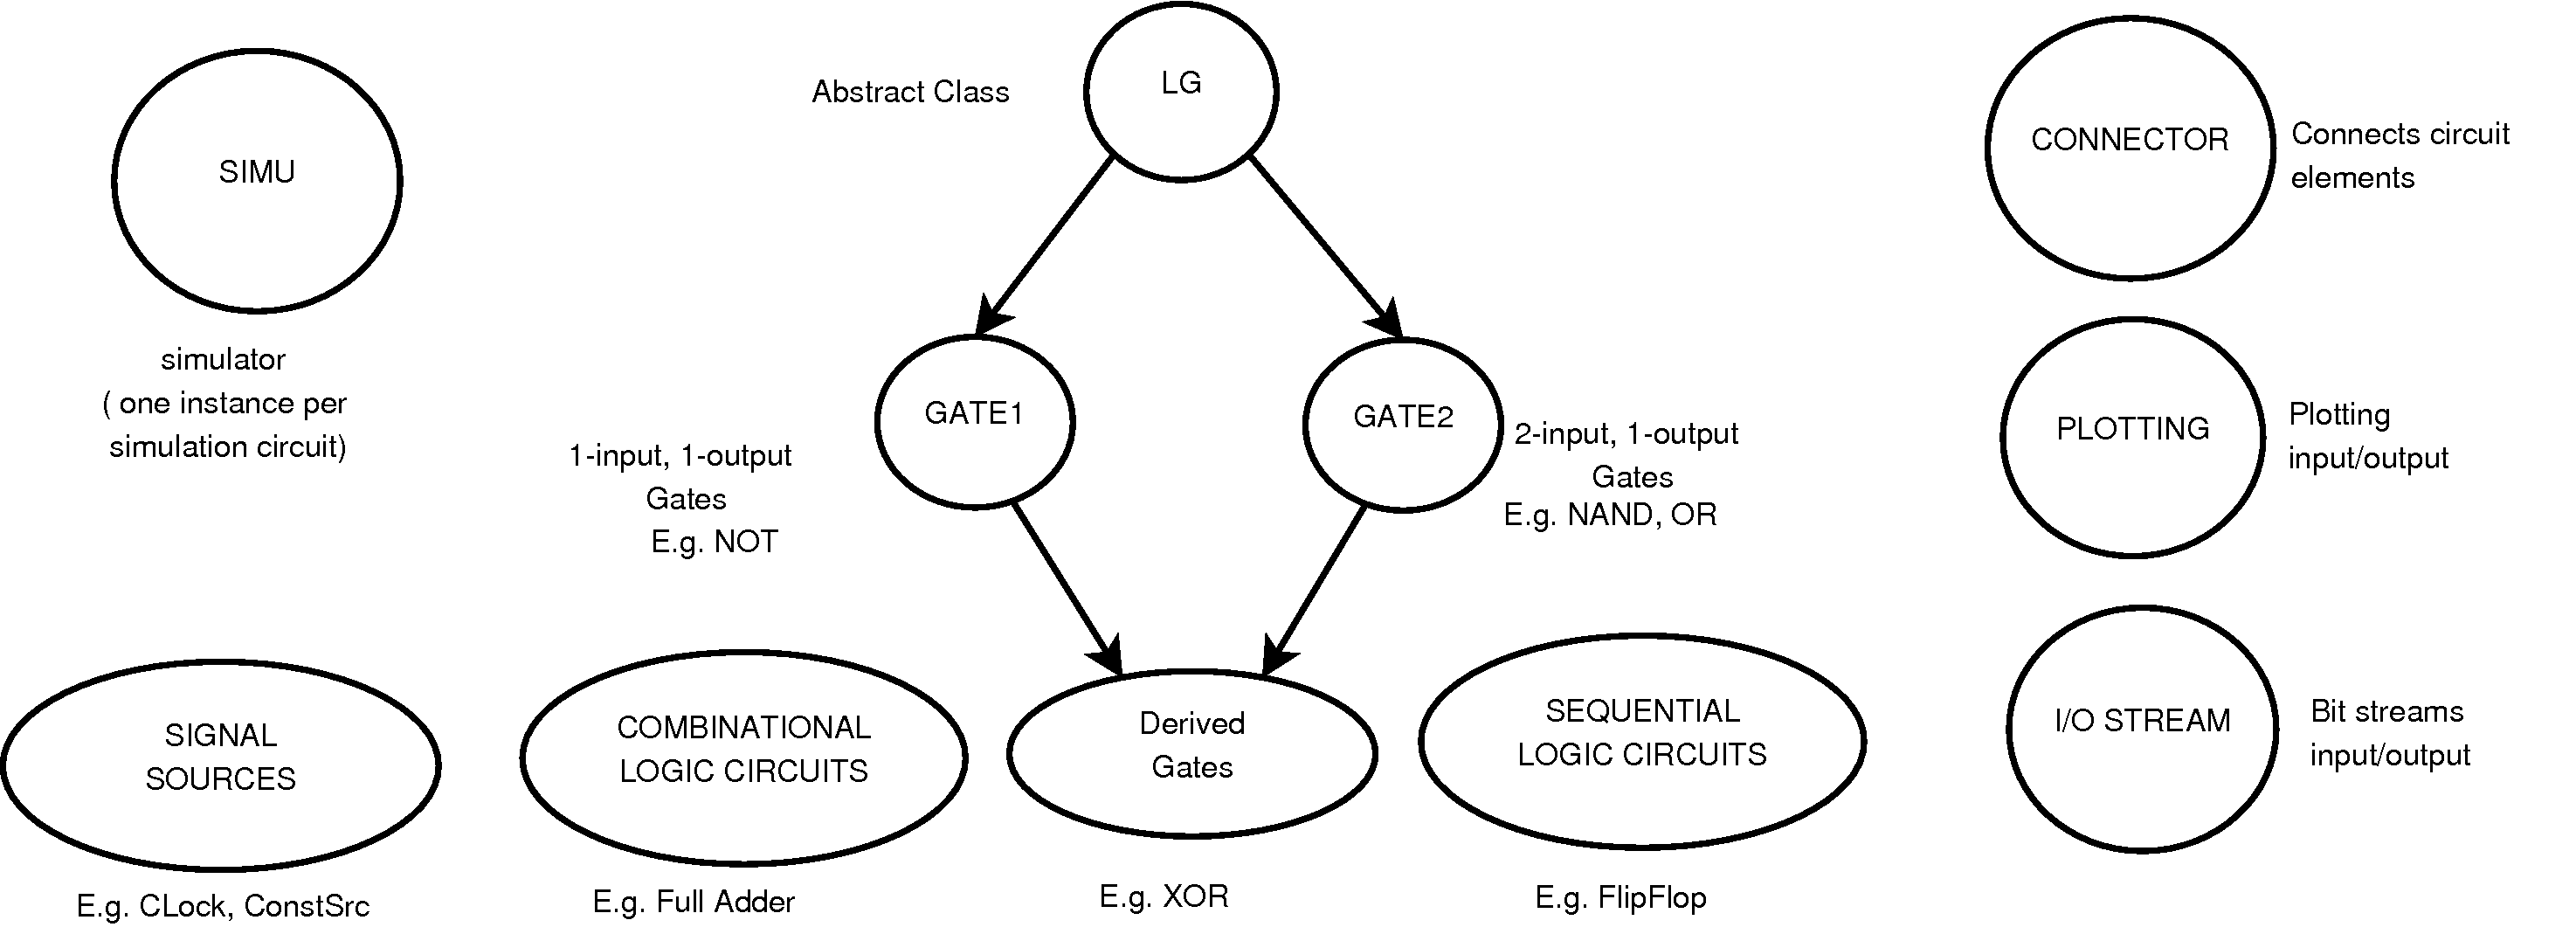 SIMU
simulator
( one instance per
simulation circuit)
Abstract Class
LG
GATE1
1-input, 1-output
Gates
E.g. NOT
GATE2
2-input, 1-output
Gates
E.g. NAND, OR
CONNECTOR
Connects circuit
elements
PLOTTING
Plotting
input/output
I/O STREAM
Bit streams
input/output
SIGNAL
SOURCES
E.g. CLock, ConstSrc
COMBINATIONAL
LOGIC CIRCUITS
E.g. Full Adder
Derived
Gates
E.g. XOR
SEQUENTIAL
LOGIC CIRCUITS
E.g. FlipFlop